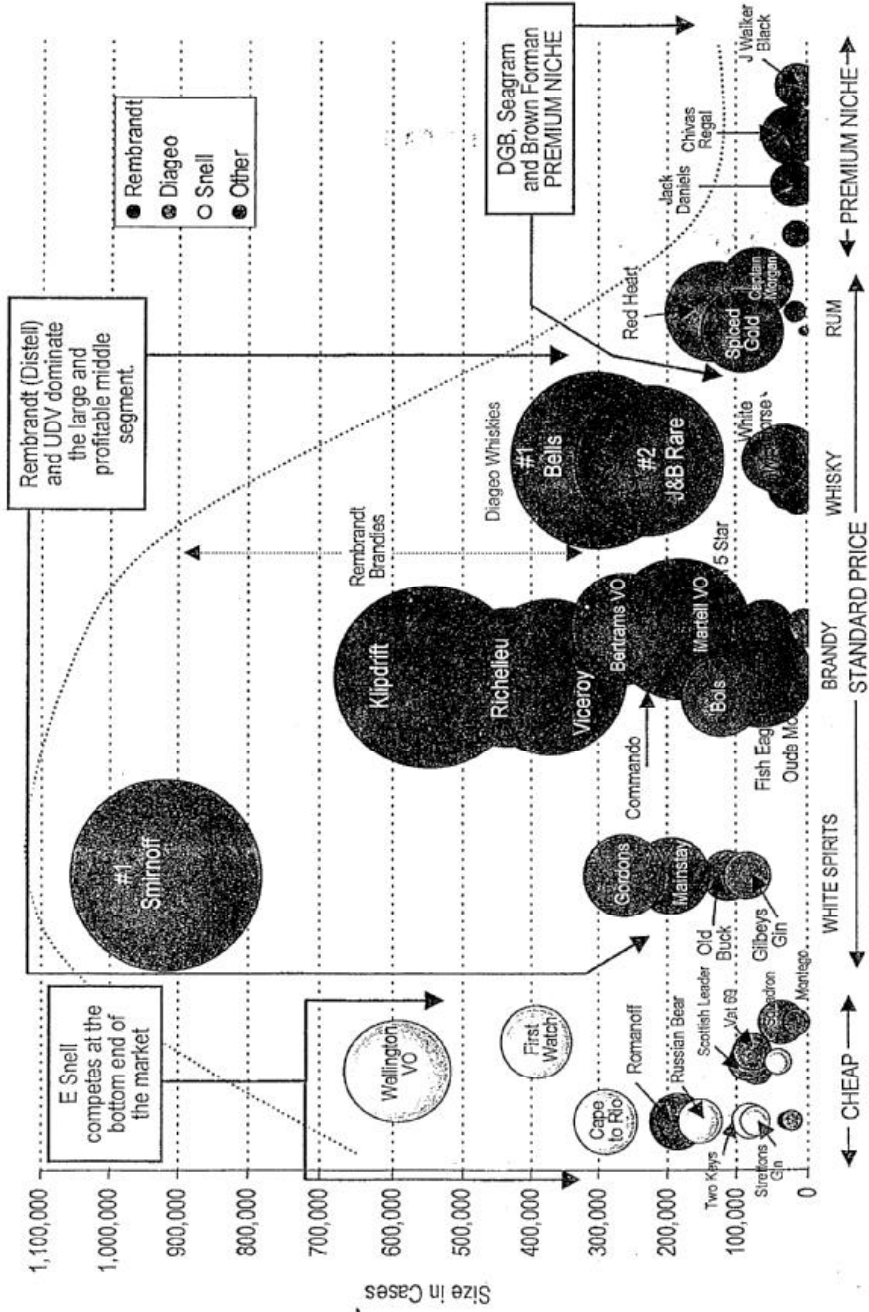 Size in Cases
1,100,000
1,000,000
900,000
800,000
700,000
600,000
500,000
400,000
300,000
200,000
100,000
0
E Snell
competes at the
bottom end of
the market
Rembrandt (Distell)
and UDV dominate
the large and
profitable middle
segment.
Rembrandt
Diageo
Snell
Other
DGB, Seagram
and Brown Forman
PREMIUM NICHE
Wellington
VO
First
Watch
Cape
to Rio
Romanoff
Russian Bear
Two Keys
Strettons
Gin
Scottish Leader
Vat 69
Squadron
Montego
#1
Smirnoff
Gordons
Mainstay
Old
Buck
Gilbeys
Gin
Klipdrift
Richelieu
Viceroy
Rembrandt
Brandies
Commando
Bertrams VO
Martell VO
5 Star
Bols
Fish Eag
Oude Mo
Diageo Whiskies
#1
Bells
#2
J&B Rare
White
Red Heart
Spiced
Gold
Captain
Morgan
Jack
Daniels
Chivas
Regal
J Walker
Black
WHITE SPIRITS
BRANDY
WHISKY
RUM
CHEAP
STANDARD PRICE
PREMIUM NICHE